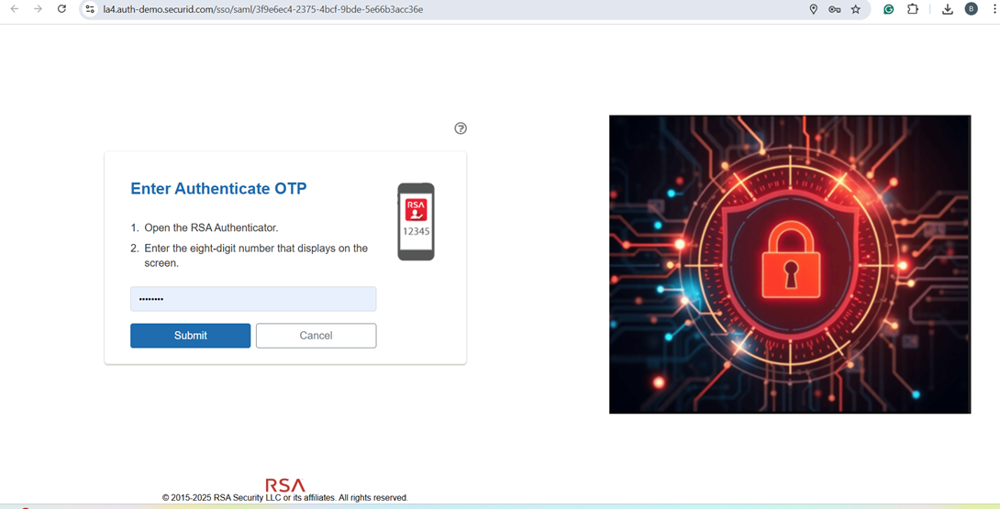 la4.auth-demo.securid.com/sso/saml/3f9e6ec4-2375-4bcf-9bde-5e66b3acc36e
B
Enter Authenticate OTP
1. Open the RSA Authenticator.
2. Enter the eight-digit number that displays on the
screen.
RSA
12345
••••••••
Submit
Cancel
RSA
© 2015-2025 RSA Security LLC or its affiliates. All rights reserved.